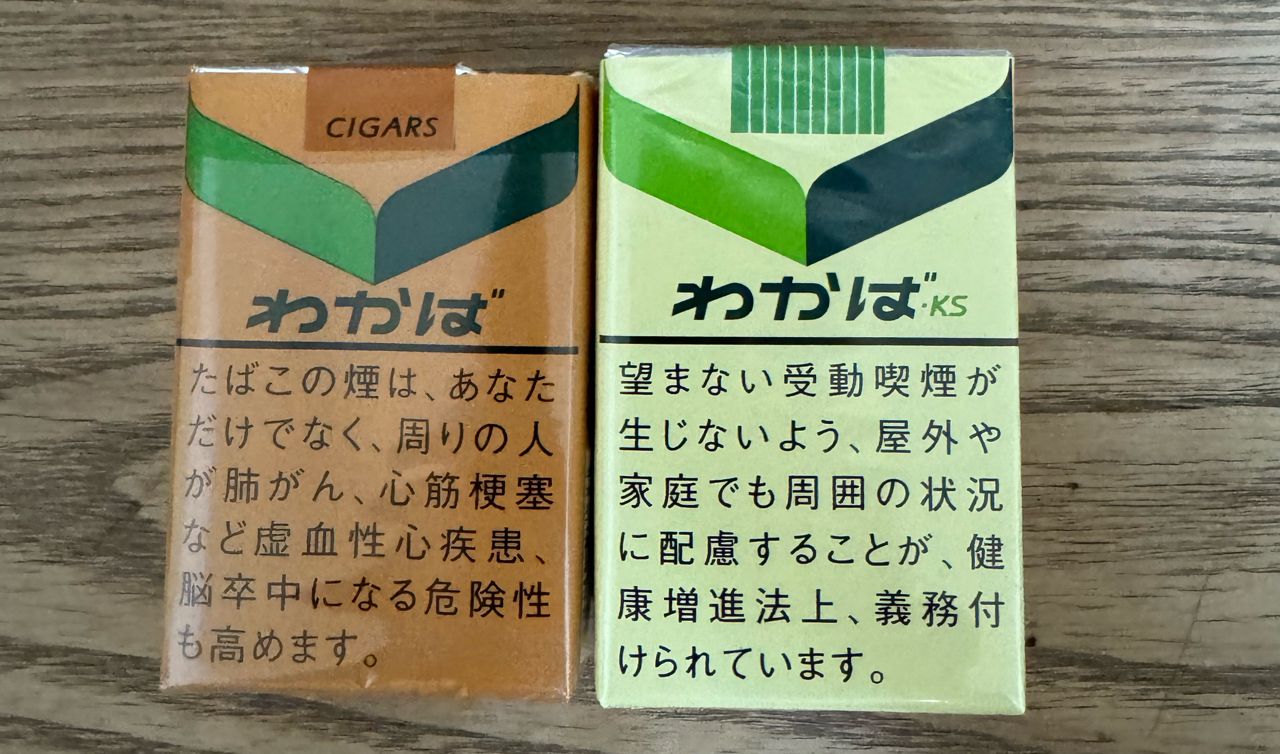 CIGARS
わかば
たばこの煙は、あなた
だけでなく、周りの人
が肺がん、心筋梗塞
など虚血性心疾患、
脳卒中になる危険性
も高めます。
わかば・KS
望まない受動喫煙が
生じないよう、屋外や
家庭でも周囲の状況
に配慮することが、健
康増進法上、義務付
けられています。